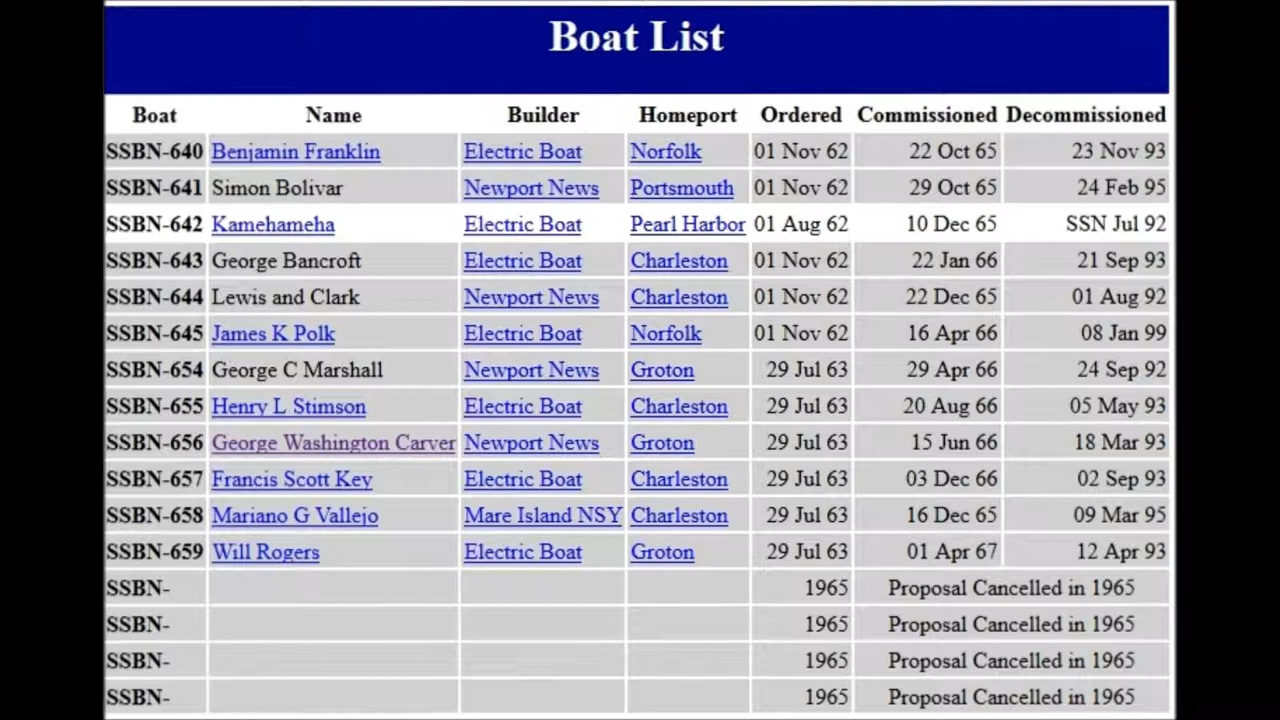 Boat List
Boat Name Builder Homeport Ordered Commissioned Decommissioned
SSBN-640 Benjamin Franklin Electric Boat Norfolk 01 Nov 62 22 Oct 65 23 Nov 93
SSBN-641 Simon Bolivar Newport News Portsmouth 01 Nov 62 29 Oct 65 24 Feb 95
SSBN-642 Kamehameha Electric Boat Pearl Harbor 01 Aug 62 10 Dec 65 SSN Jul 92
SSBN-643 George Bancroft Electric Boat Charleston 01 Nov 62 22 Jan 66 21 Sep 93
SSBN-644 Lewis and Clark Newport News Charleston 01 Nov 62 22 Dec 65 01 Aug 92
SSBN-645 James K Polk Electric Boat Norfolk 01 Nov 62 16 Apr 66 08 Jan 99
SSBN-654 George C Marshall Newport News Groton 29 Jul 63 29 Apr 66 24 Sep 92
SSBN-655 Henry L Stimson Electric Boat Charleston 29 Jul 63 20 Aug 66 05 May 93
SSBN-656 George Washington Carver Newport News Groton 29 Jul 63 15 Jun 66 18 Mar 93
SSBN-657 Francis Scott Key Electric Boat Charleston 29 Jul 63 03 Dec 66 02 Sep 93
SSBN-658 Mariano G Vallejo Mare Island NSY Charleston 29 Jul 63 16 Dec 65 09 Mar 95
SSBN-659 Will Rogers Electric Boat Groton 29 Jul 63 01 Apr 67 12 Apr 93
SSBN- 1965 Proposal Cancelled in 1965
SSBN- 1965 Proposal Cancelled in 1965
SSBN- 1965 Proposal Cancelled in 1965
SSBN- 1965 Proposal Cancelled in 1965